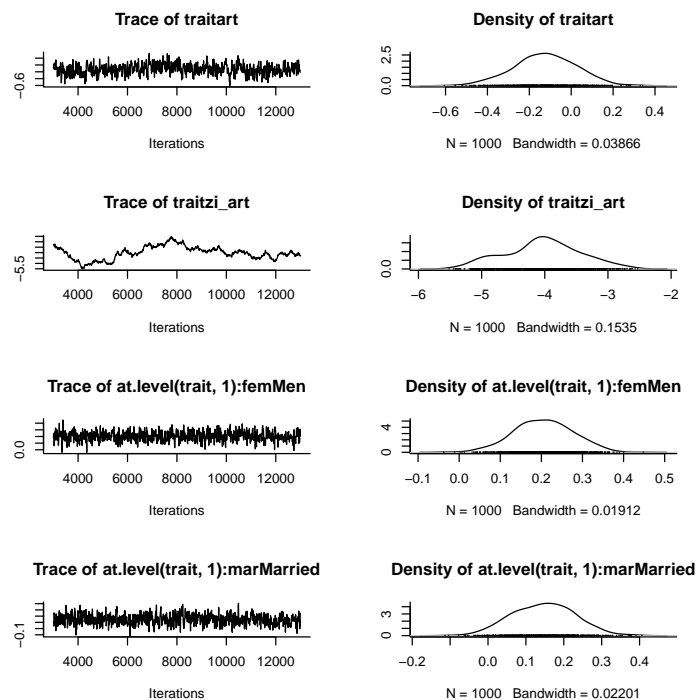 Trace of traitart
−0.6
4000 6000 8000 10000 12000
Iterations
Density of traitart
0.0 2.5
−0.6 −0.4 −0.2 0.0 0.2 0.4
N = 1000 Bandwidth = 0.03866
Trace of traitzi_art
−5.5
4000 6000 8000 10000 12000
Iterations
Density of traitzi_art
0.0
−6 −5 −4 −3 −2
N = 1000 Bandwidth = 0.1535
Trace of at.level(trait, 1):femMen
0.0
4000 6000 8000 10000 12000
Iterations
Density of at.level(trait, 1):femMen
0 4
−0.1 0.0 0.1 0.2 0.3 0.4 0.5
N = 1000 Bandwidth = 0.01912
Trace of at.level(trait, 1):marMarried
−0.1
4000 6000 8000 10000 12000
Iterations
Density of at.level(trait, 1):marMarried
0 3
−0.2 0.0 0.1 0.2 0.3 0.4
N = 1000 Bandwidth = 0.02201